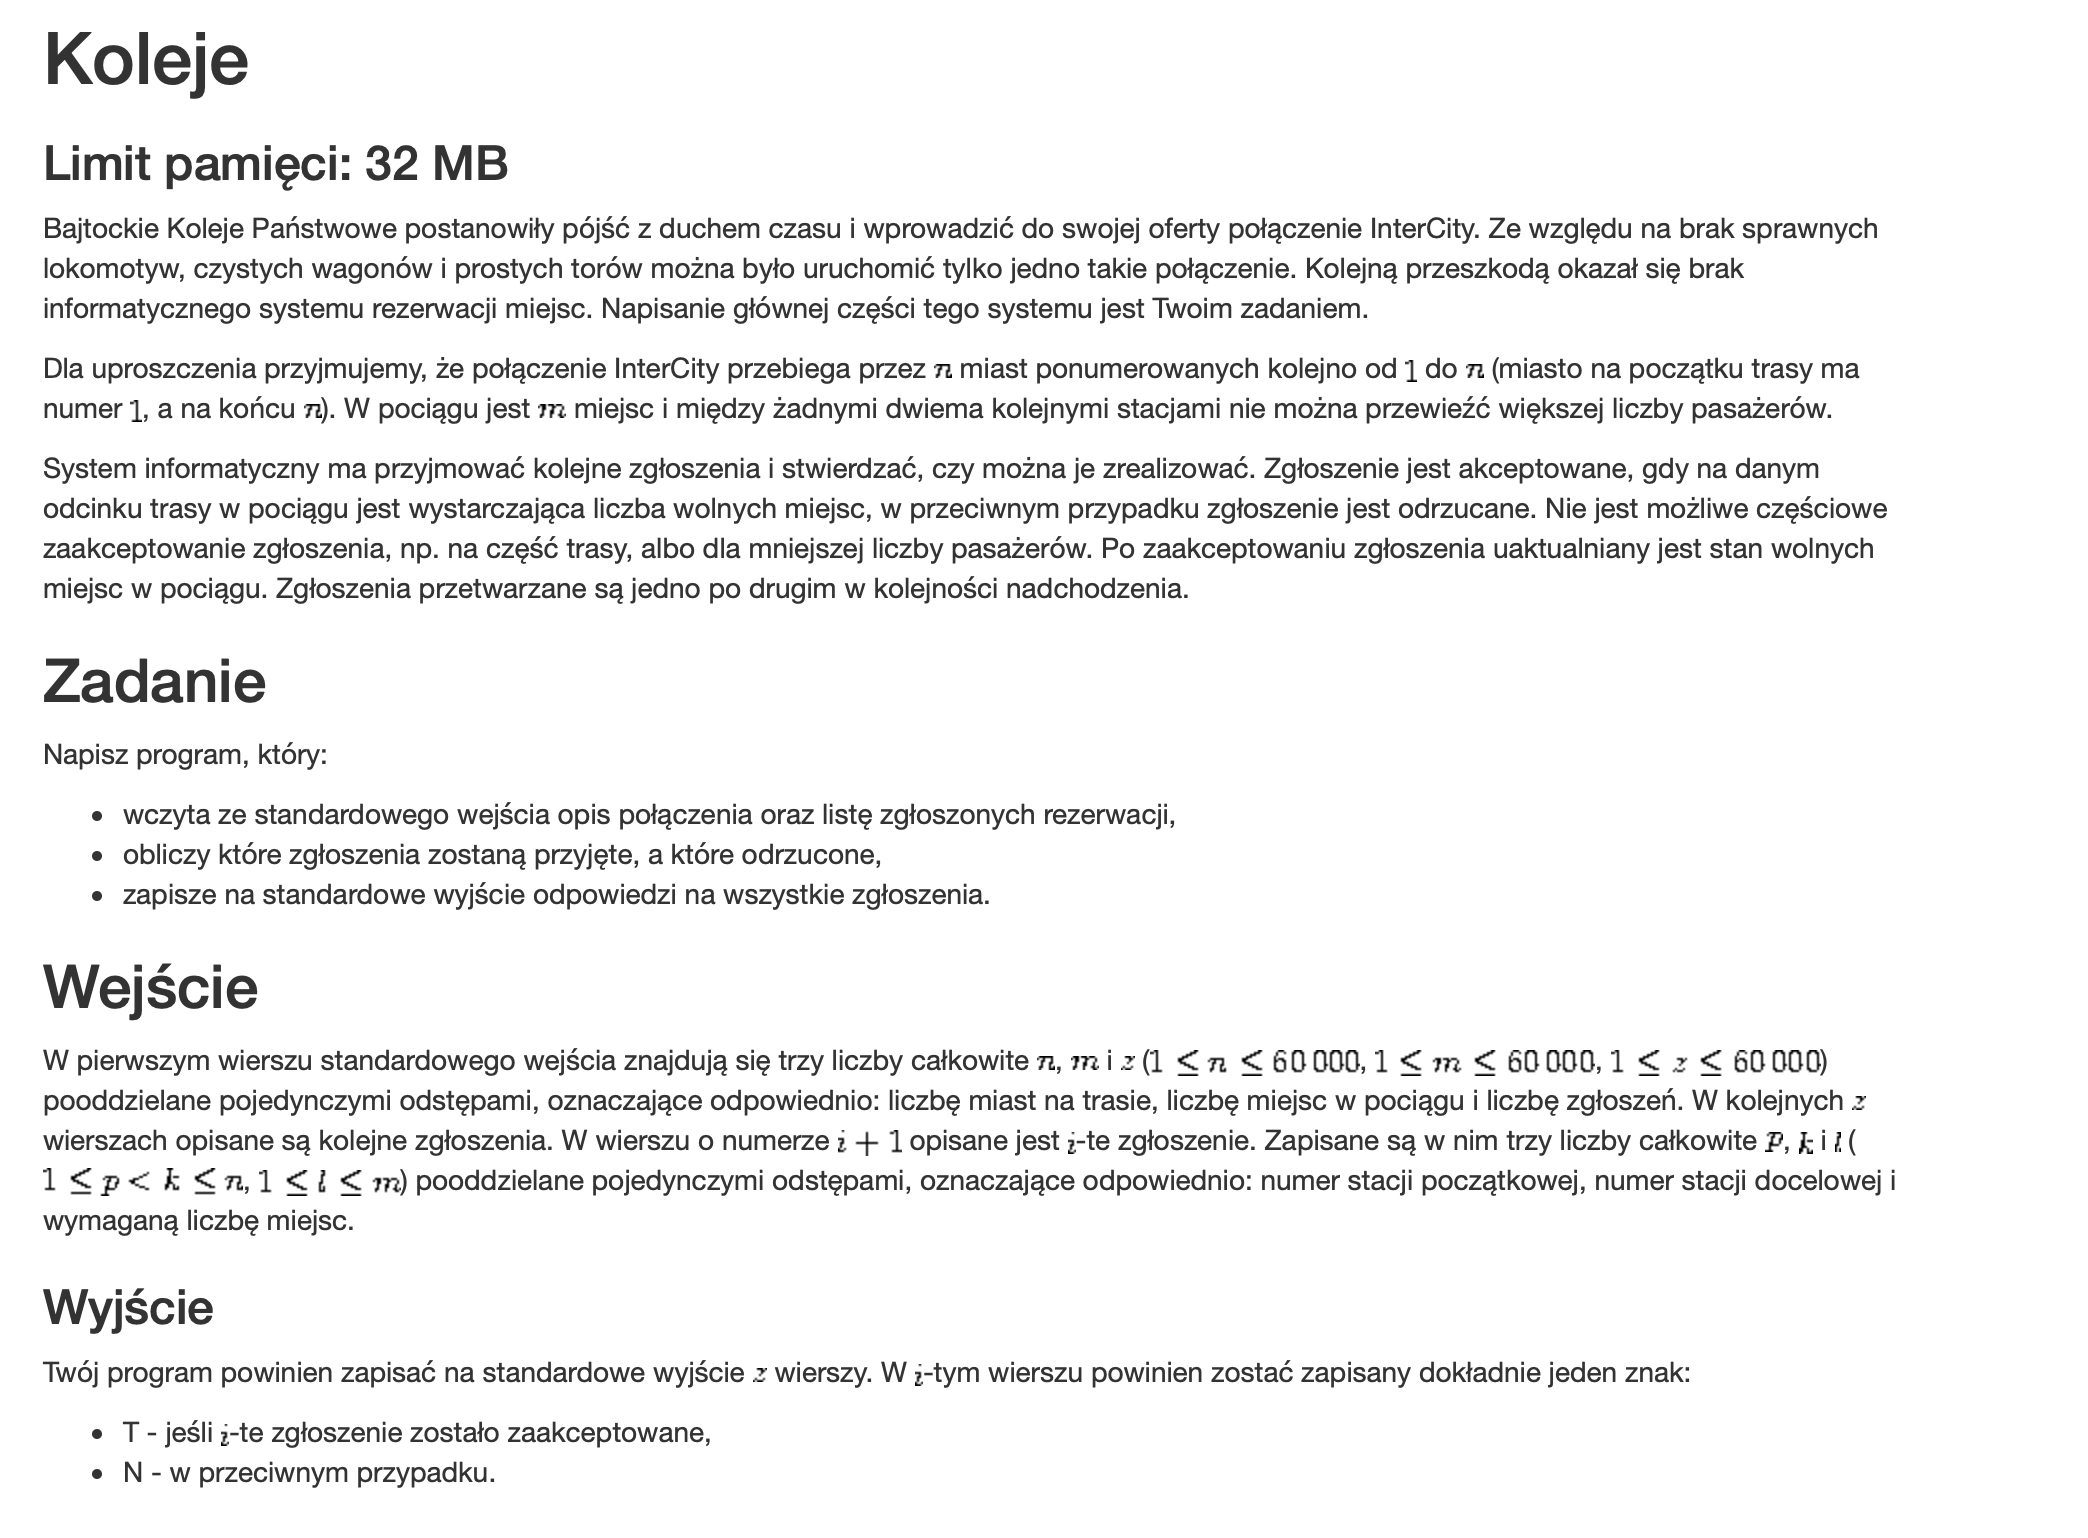 Koleje
Limit pamięci: 32 MB
Bajtockie Koleje Państwowe postanowiły pójść z duchem czasu i wprowadzić do swojej oferty połączenie InterCity. Ze względu na brak sprawnych
lokomotyw, czystych wagonów i prostych torów można było uruchomić tylko jedno takie połączenie. Kolejną przeszkodą okazał się brak
informatycznego systemu rezerwacji miejsc. Napisanie głównej części tego systemu jest Twoim zadaniem.
Dla uproszczenia przyjmujemy, że połączenie InterCity przebiega przez n miast ponumerowanych kolejno od 1 do n (miasto na początku trasy ma
numer 1, a na końcu n). W pociągu jest m miejsc i między żadnymi dwiema kolejnymi stacjami nie można przewieźć większej liczby pasażerów.
System informatyczny ma przyjmować kolejne zgłoszenia i stwierdzać, czy można je zrealizować. Zgłoszenie jest akceptowane, gdy na danym
odcinku trasy w pociągu jest wystarczająca liczba wolnych miejsc, w przeciwnym przypadku zgłoszenie jest odrzucane. Nie jest możliwe częściowe
zaakceptowanie zgłoszenia, np. na część trasy, albo dla mniejszej liczby pasażerów. Po zaakceptowaniu zgłoszenia uaktualniany jest stan wolnych
miejsc w pociągu. Zgłoszenia przetwarzane są jedno po drugim w kolejności nadchodzenia.
Zadanie
Napisz program, który:
• wczyta ze standardowego wejścia opis połączenia oraz listę zgłoszonych rezerwacji,
• obliczy które zgłoszenia zostaną przyjęte, a które odrzucone,
• zapisze na standardowe wyjście odpowiedzi na wszystkie zgłoszenia.
Wejście
W pierwszym wierszu standardowego wejścia znajdują się trzy liczby całkowite n, m i z (1 ≤ n ≤ 60 000, 1 ≤ m ≤ 60 000, 1 ≤ z ≤ 60 000)
pooddzielane pojedynczymi odstępami, oznaczające odpowiednio: liczbę miast na trasie, liczbę miejsc w pociągu i liczbę zgłoszeń. W kolejnych z
wierszach opisane są kolejne zgłoszenia. W wierszu o numerze i + 1 opisane jest i-te zgłoszenie. Zapisane są w nim trzy liczby całkowite p, k i l (
1 ≤ p < k ≤ n, 1 ≤ l ≤ m) pooddzielane pojedynczymi odstępami, oznaczające odpowiednio: numer stacji początkowej, numer stacji docelowej i
wymaganą liczbę miejsc.
Wyjście
Twój program powinien zapisać na standardowe wyjście z wierszy. W i-tym wierszu powinien zostać zapisany dokładnie jeden znak:
• T - jeśli i-te zgłoszenie zostało zaakceptowane,
• N - w przeciwnym przypadku.